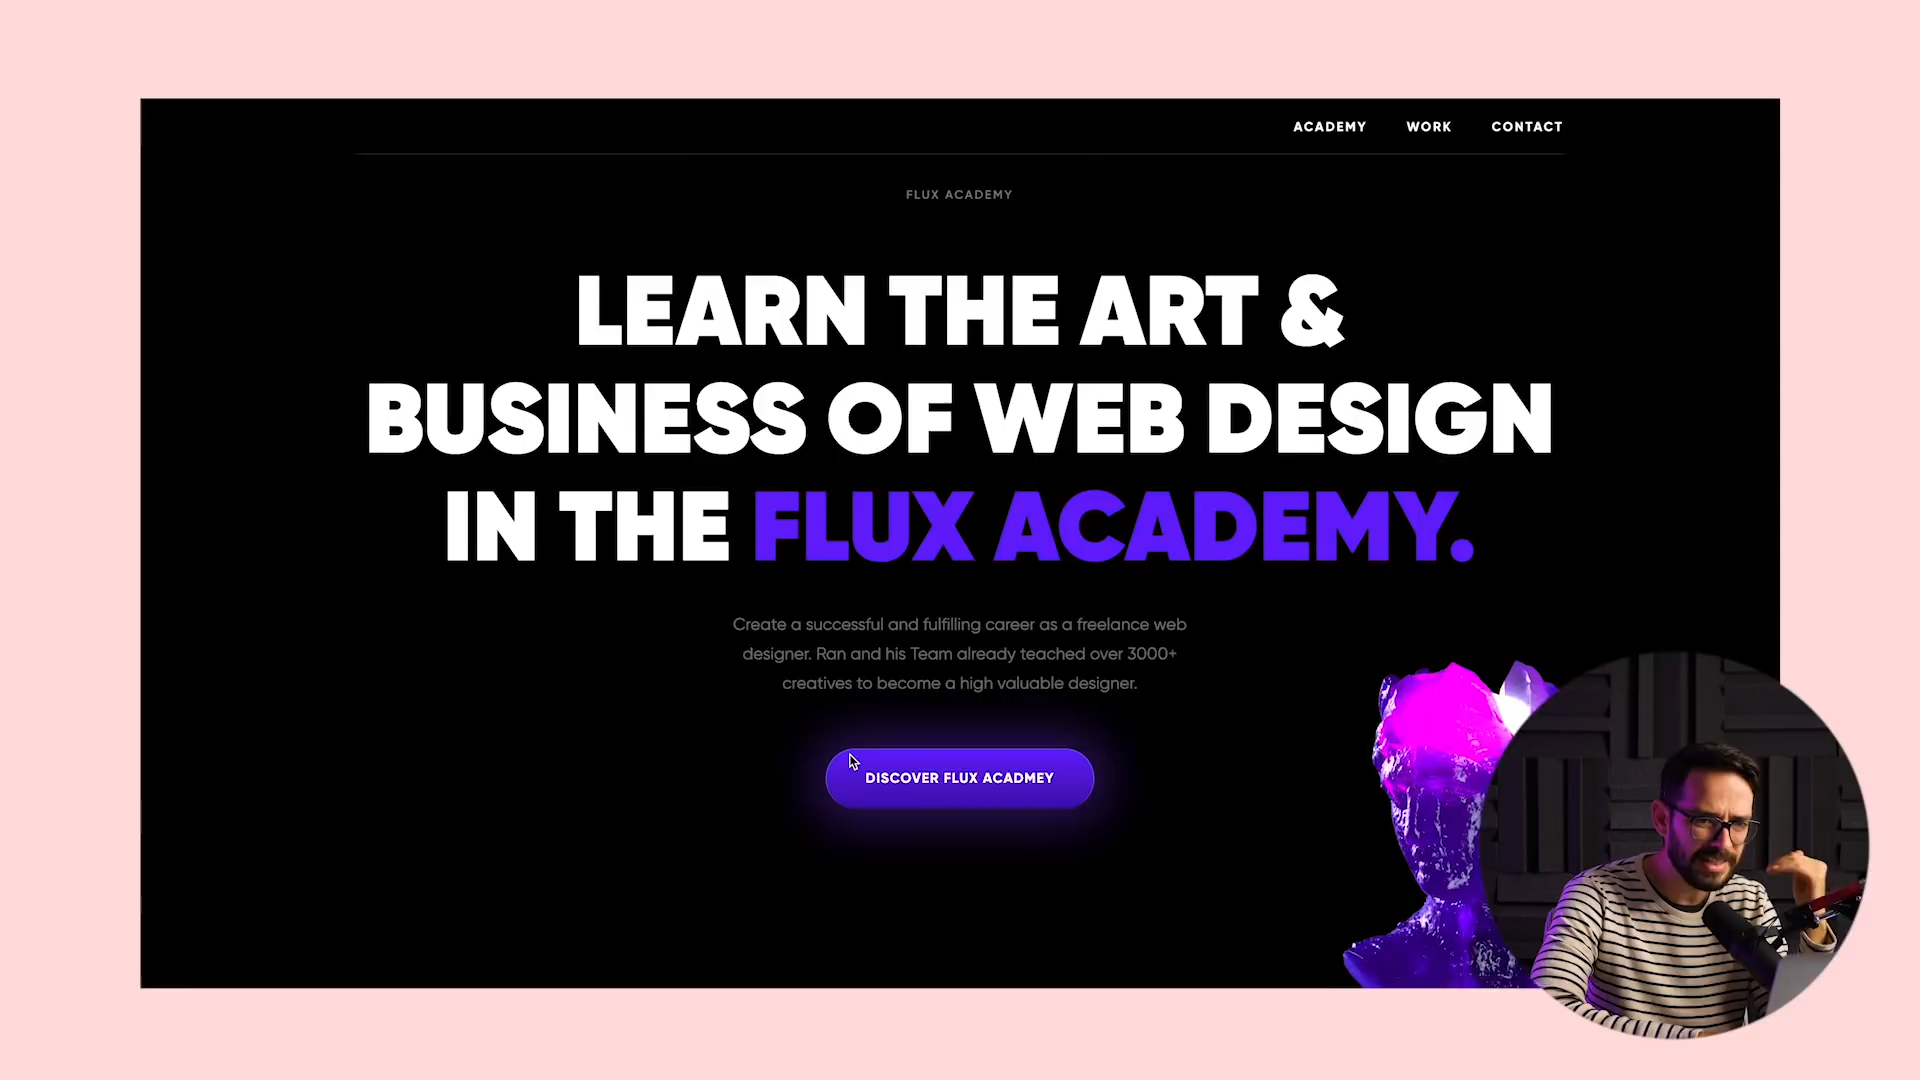 ACADEMY WORK CONTACT
FLUX ACADEMY
LEARN THE ART &
BUSINESS OF WEB DESIGN
IN THE FLUX ACADEMY.
Create a successful and fulfilling career as a freelance web
designer. Ran and his Team already teached over 3000+
creatives to become a high valuable designer.
DISCOVER FLUX ACADMEY